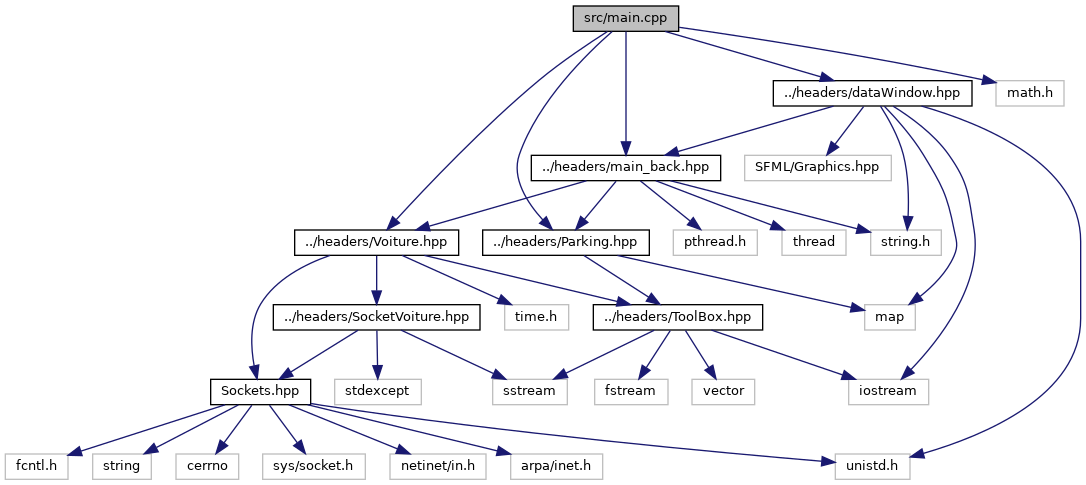 src/main.cpp
../headers/dataWindow.hpp
math.h
../headers/main_back.hpp
SFML/Graphics.hpp
../headers/Voiture.hpp
../headers/Parking.hpp
pthread.h
thread
string.h
../headers/SocketVoiture.hpp
time.h
../headers/ToolBox.hpp
map
Sockets.hpp
stdexcept
sstream
fstream
vector
iostream
fcntl.h
string
cerrno
sys/socket.h
netinet/in.h
arpa/inet.h
unistd.h